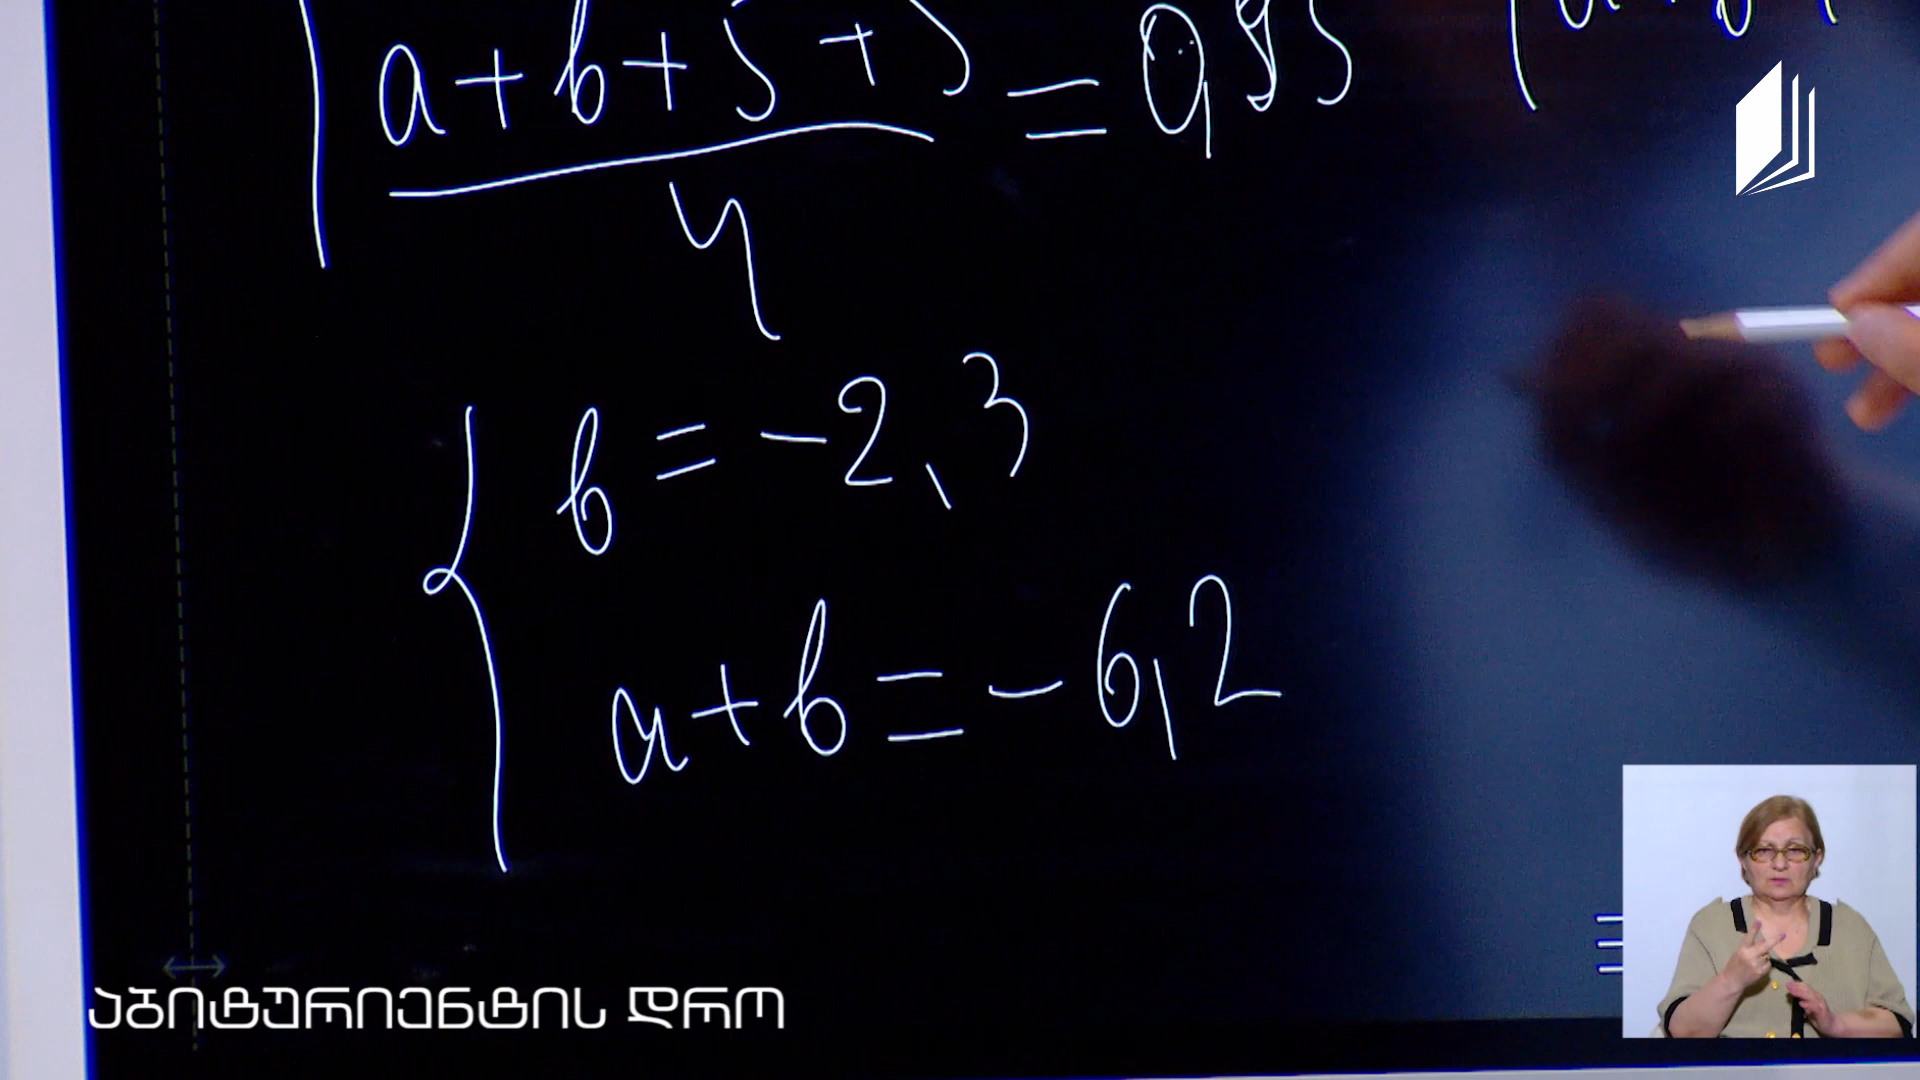 a + b + 5 + 5 = 0,95
4
b = -2,3
a + b = -6,2
აბიტურიენტის დრო